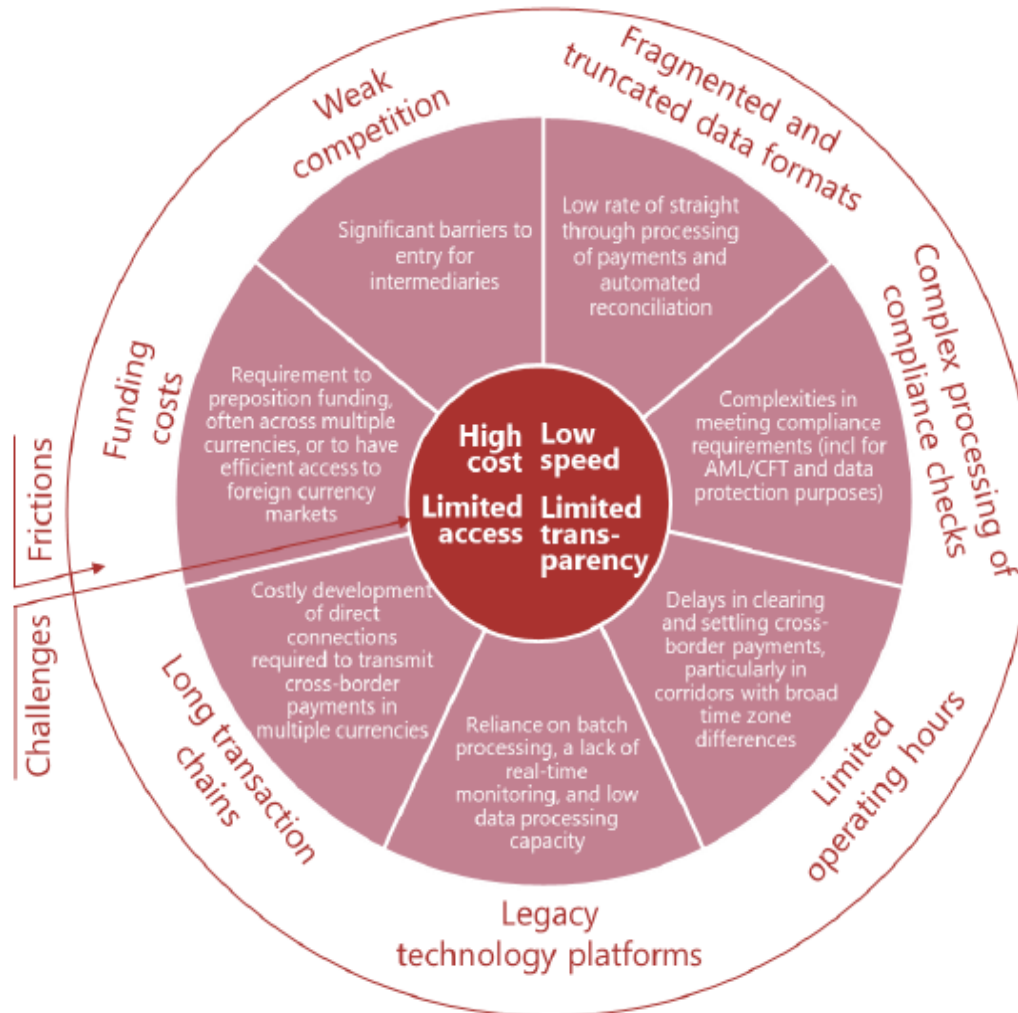 Weak
competition
Fragmented and
truncated data formats
Complex processing of
compliance checks
Limited
operating hours
Legacy
technology platforms
Long transaction
chains
Funding
costs
Frictions
Challenges
Significant barriers to
entry for
intermediaries
Low rate of straight
through processing
of payments and
automated
reconciliation
Complexities in
meeting compliance
requirements (incl for
AML/CFT and data
protection purposes)
Delays in clearing
and settling cross-
border payments,
particularly in
corridors with broad
time zone
differences
Reliance on batch
processing, a lack of
real-time
monitoring, and low
data processing
capacity
Costly development
of direct
connections
required to transmit
cross-border
payments in
multiple currencies
Requirement to
preposition funding,
often across multiple
currencies, or to have
efficient access to
foreign currency
markets
High
cost
Low
speed
Limited
access
Limited
trans-
parency